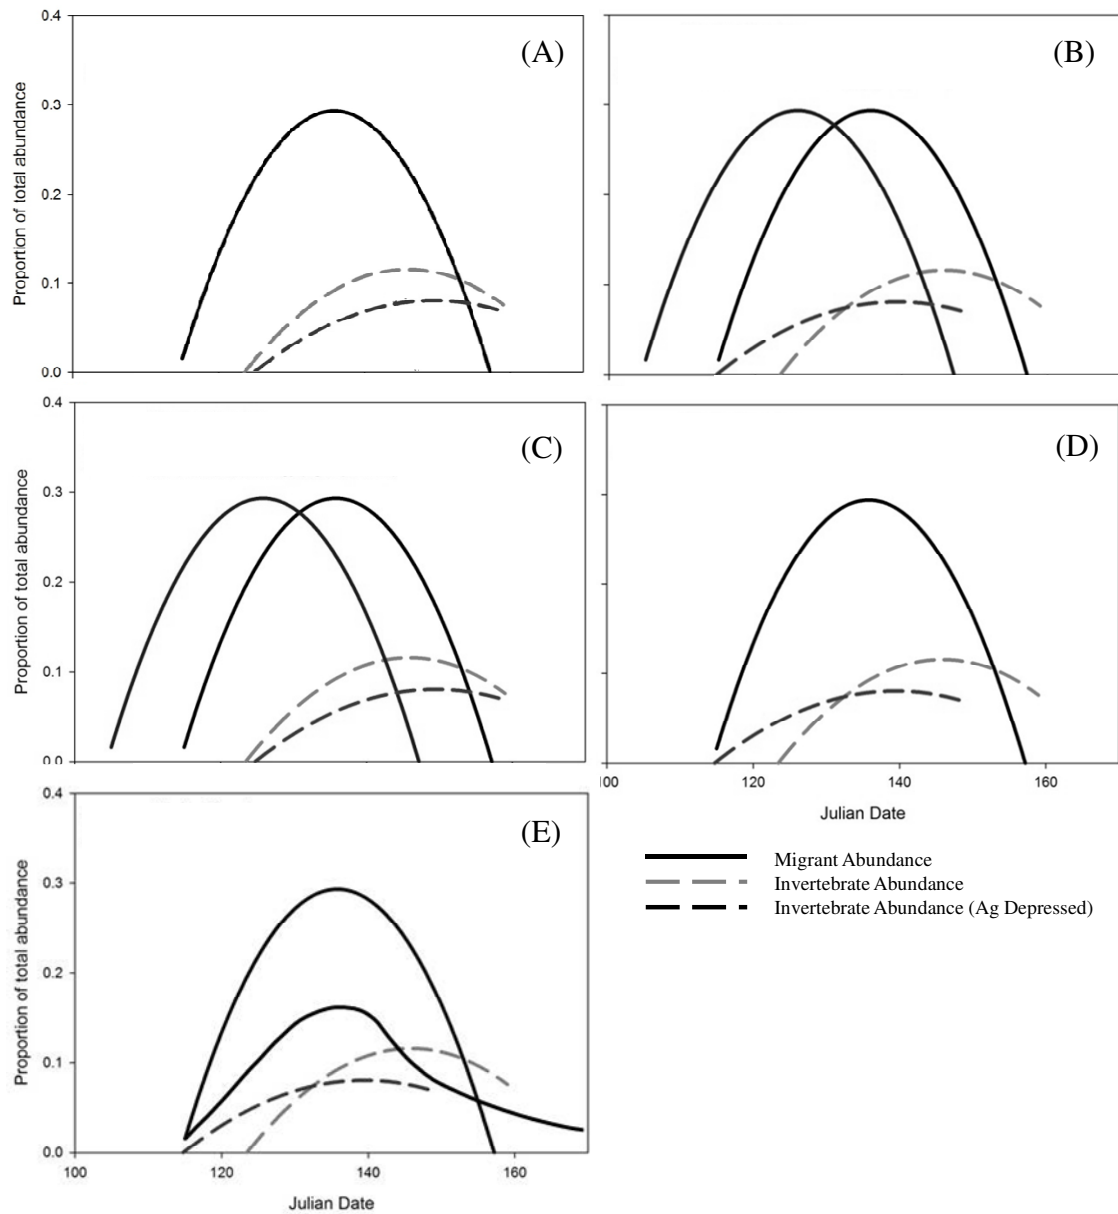 0.4
(A)
0.3
0.2
0.1
0.0
Proportion of total abundance
(B)
0.4
(C)
0.3
0.2
0.1
0.0
Proportion of total abundance
(D)
100
120
140
160
Julian Date
0.4
(E)
0.3
0.2
0.1
0.0
Proportion of total abundance
100
120
140
160
Julian Date
Migrant Abundance
Invertebrate Abundance
Invertebrate Abundance (Ag Depressed)